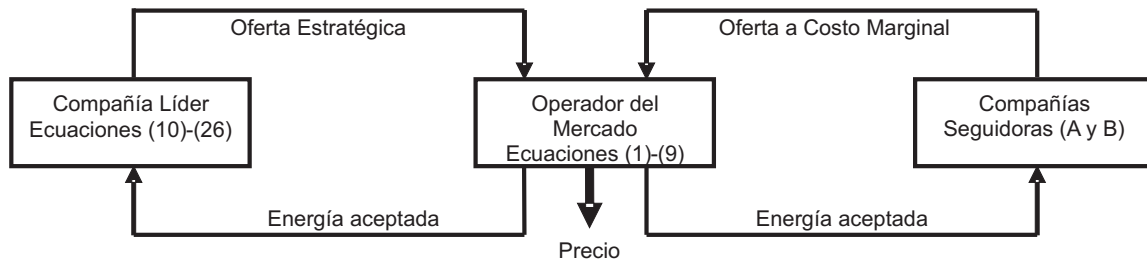 Oferta Estratégica
Oferta a Costo Marginal
Compañía Líder
Ecuaciones (10)-(26)
Operador del
Mercado
Ecuaciones (1)-(9)
Compañías
Seguidoras (A y B)
Energía aceptada
Energía aceptada
Precio